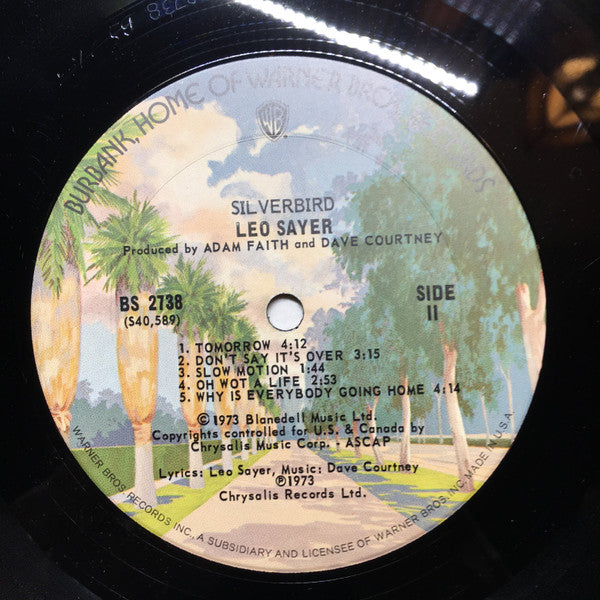 BURBANK, HOME OF WARNER BROS. RECORDS
WB
SILVERBIRD
LEO SAYER
Produced by ADAM FAITH and DAVE COURTNEY
BS 2738
(S40,589)
SIDE
II
1. TOMORROW 4:12
2. DON'T SAY IT'S OVER 3:15
3. SLOW MOTION 1:44
4. OH WOT A LIFE 2:53
5. WHY IS EVERYBODY GOING HOME 4:14
© 1973 Blanedell Music Ltd.
Copyrights controlled for U.S. & Canada by
Chrysalis Music Corp. - ASCAP
Lyrics: Leo Sayer, Music: Dave Courtney
℗1973
Chrysalis Records Ltd.
WARNER BROS. RECORDS INC., A SUBSIDIARY AND LICENSEE OF WARNER BROS. INC. MADE IN U.S.A.